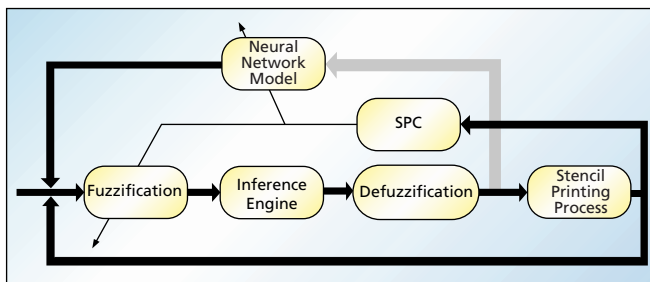 Neural
Network
Model
SPC
Fuzzification
Inference
Engine
Defuzzification
Stencil
Printing
Process